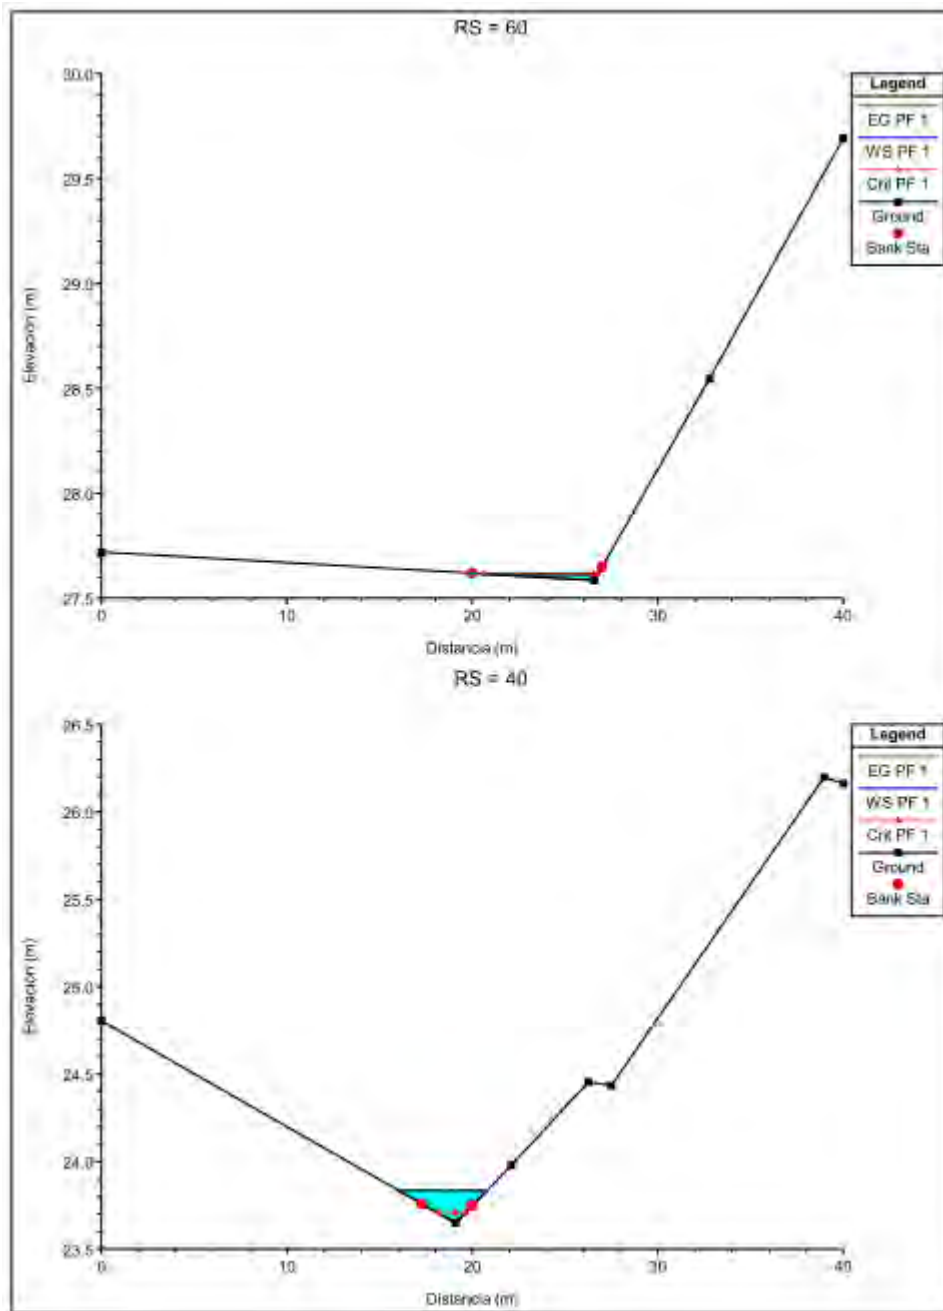 RS = 60
30.0
29.5
29.0
28.5
28.0
27.5
Elevación (m)
0
10
20
30
40
Distancia (m)
Legend
EG PF 1
WS PF 1
Crit PF 1
Ground
Bank Sta
RS = 40
26.5
26.0
25.5
25.0
24.5
24.0
23.5
Elevación (m)
0
10
20
30
40
Distancia (m)
Legend
EG PF 1
WS PF 1
Crit PF 1
Ground
Bank Sta